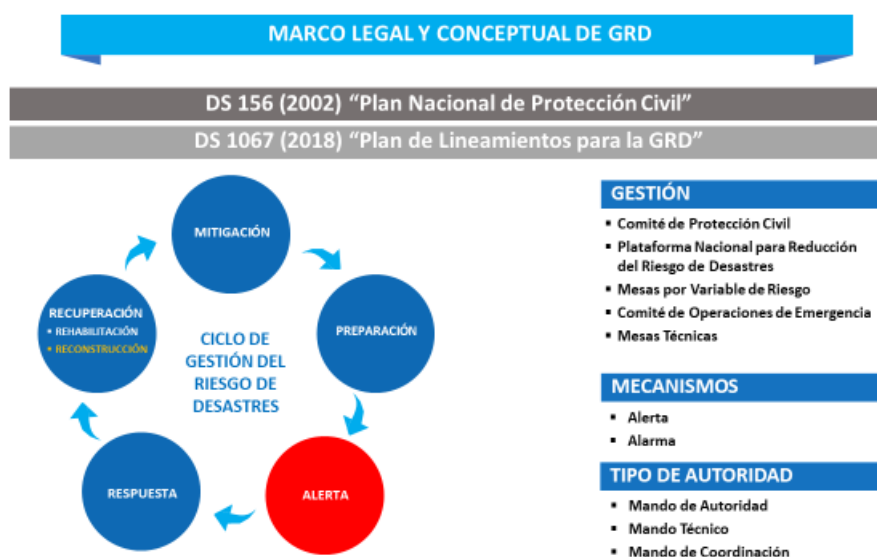 MARCO LEGAL Y CONCEPTUAL DE GRD
DS 156 (2002) “Plan Nacional de Protección Civil”
DS 1067 (2018) “Plan de Lineamientos para la GRD”
MITIGACIÓN
PREPARACIÓN
ALERTA
RESPUESTA
RECUPERACIÓN
▪ REHABILITACIÓN
▪ RECONSTRUCCIÓN
CICLO DE
GESTIÓN DEL
RIESGO DE
DESASTRES
GESTIÓN
▪ Comité de Protección Civil
▪ Plataforma Nacional para Reducción
del Riesgo de Desastres
▪ Mesas por Variable de Riesgo
▪ Comité de Operaciones de Emergencia
▪ Mesas Técnicas
MECANISMOS
▪ Alerta
▪ Alarma
TIPO DE AUTORIDAD
▪ Mando de Autoridad
▪ Mando Técnico
▪ Mando de Coordinación